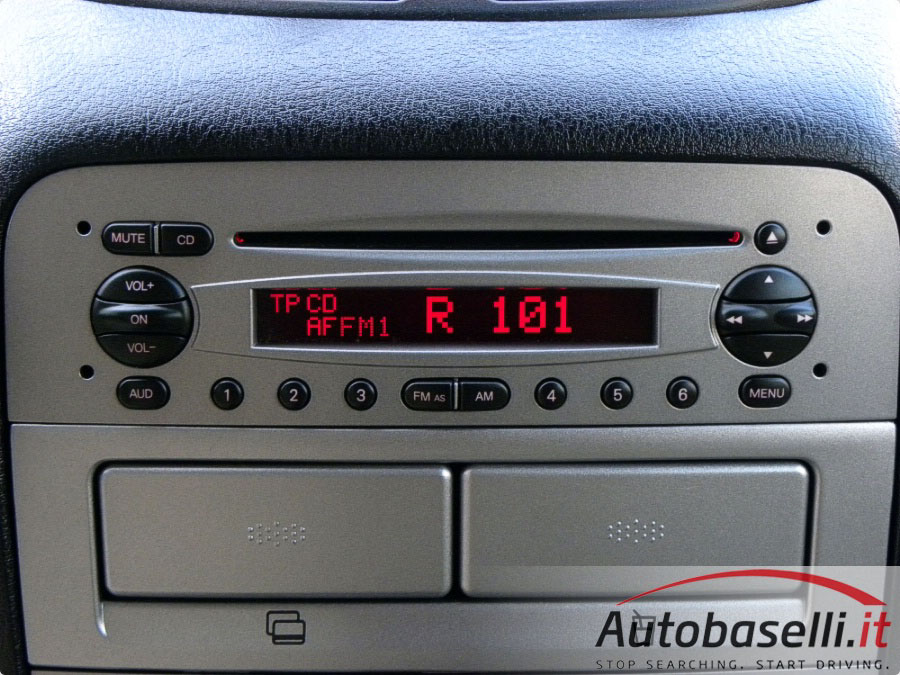 MUTE CD
VOL+
ON
VOL-
TP CD
AF FM1
R 101
AUD 1 2 3 FM AS AM 4 5 6 MENU
Autobaselli.it
STOP SEARCHING. START DRIVING.